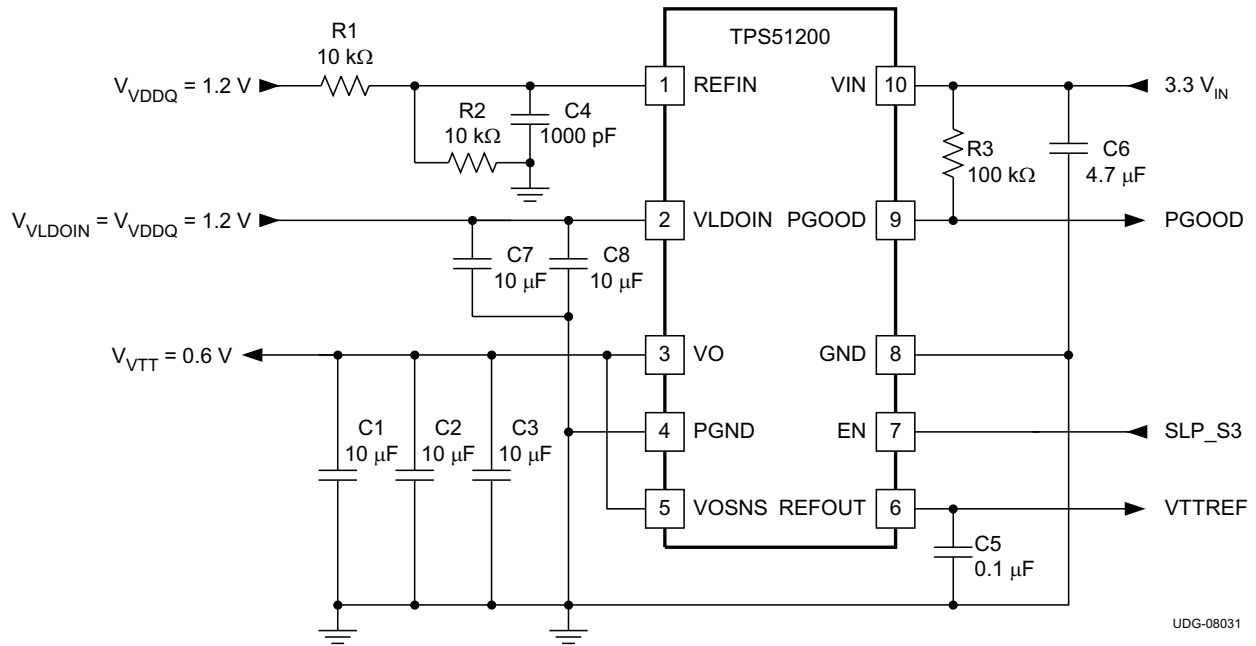 TPS51200
R1
10 kΩ
V_VDDQ = 1.2 V
1 REFIN
VIN 10
3.3 V_IN
R2
10 kΩ
C4
1000 pF
R3
100 kΩ
C6
4.7 μF
V_VLDOIN = V_VDDQ = 1.2 V
2 VLDOIN
PGOOD 9
PGOOD
C7
10 μF
C8
10 μF
V_VTT = 0.6 V
3 VO
GND 8
C1
10 μF
C2
10 μF
C3
10 μF
4 PGND
EN 7
SLP_S3
5 VOSNS
REFOUT 6
VTTREF
C5
0.1 μF
UDG-08031